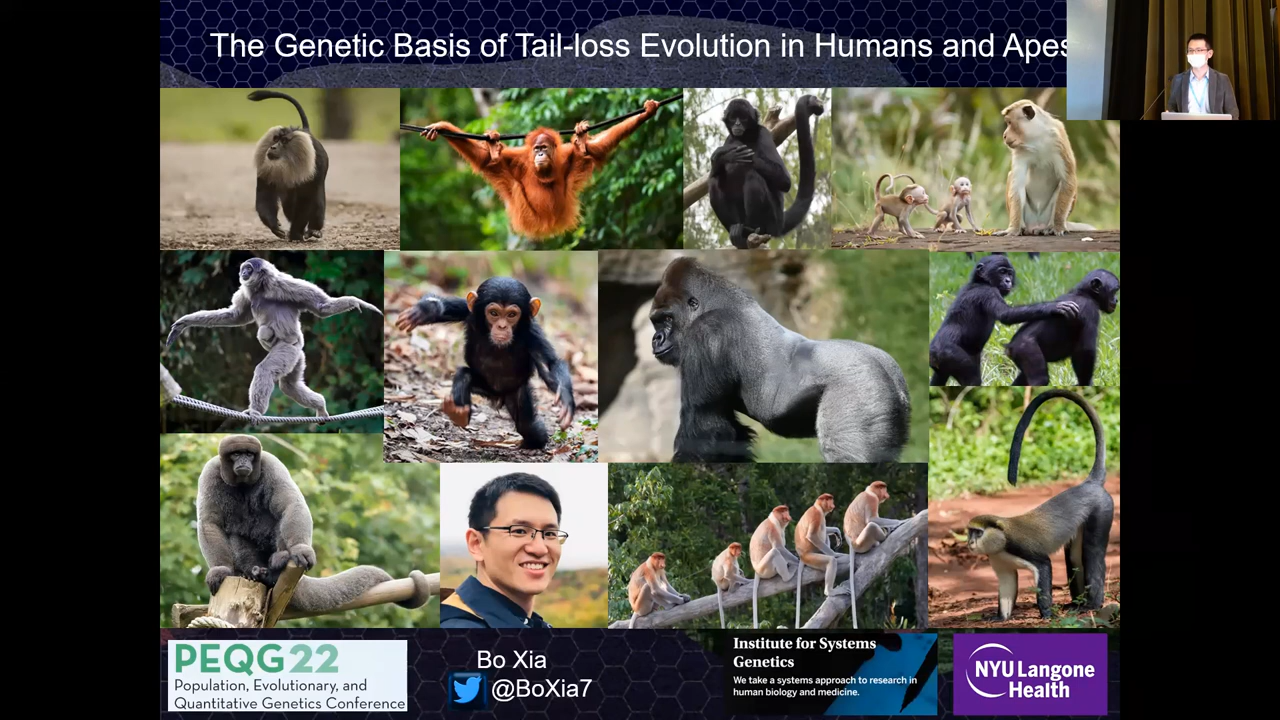 The Genetic Basis of Tail-loss Evolution in Humans and Apes
PEQG22
Population, Evolutionary, and
Quantitative Genetics Conference
Bo Xia
@BoXia7
Institute for Systems
Genetics
We take a systems approach to research in
human biology and medicine.
NYU Langone
Health